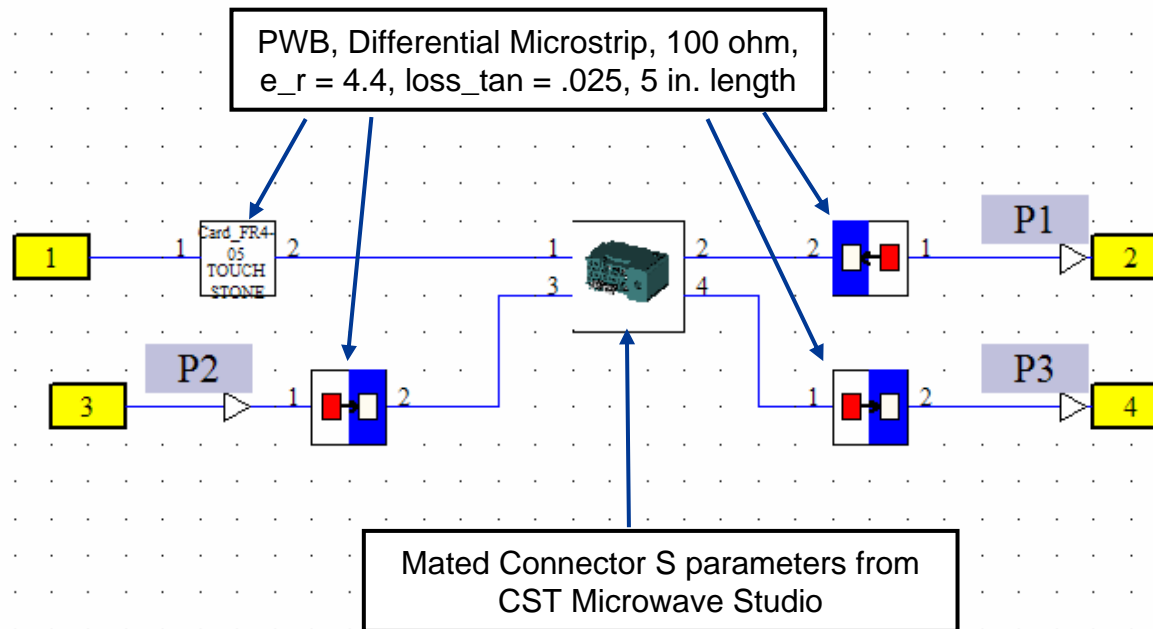 PWB, Differential Microstrip, 100 ohm,
e_r = 4.4, loss_tan = .025, 5 in. length
1
1
Card_FR4-
05
TOUCH
STONE
2
1
3
2
4
2
1
P1
2
3
P2
1
2
1
2
P3
4
Mated Connector S parameters from
CST Microwave Studio